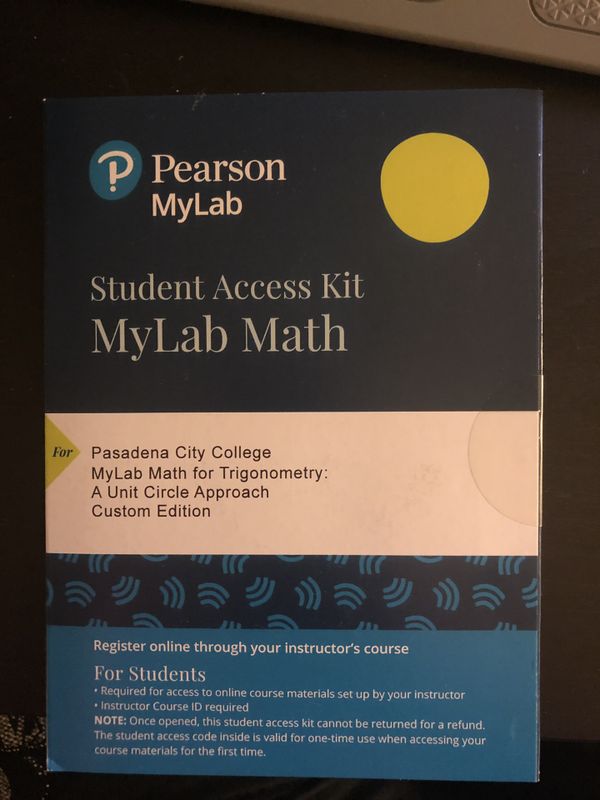 Pearson
MyLab
Student Access Kit
MyLab Math
For
Pasadena City College
MyLab Math for Trigonometry:
A Unit Circle Approach
Custom Edition
Register online through your instructor's course
For Students
• Required for access to online course materials set up by your instructor
• Instructor Course ID required
NOTE: Once opened, this student access kit cannot be returned for a refund.
The student access code inside is valid for one-time use when accessing your
course materials for the first time.